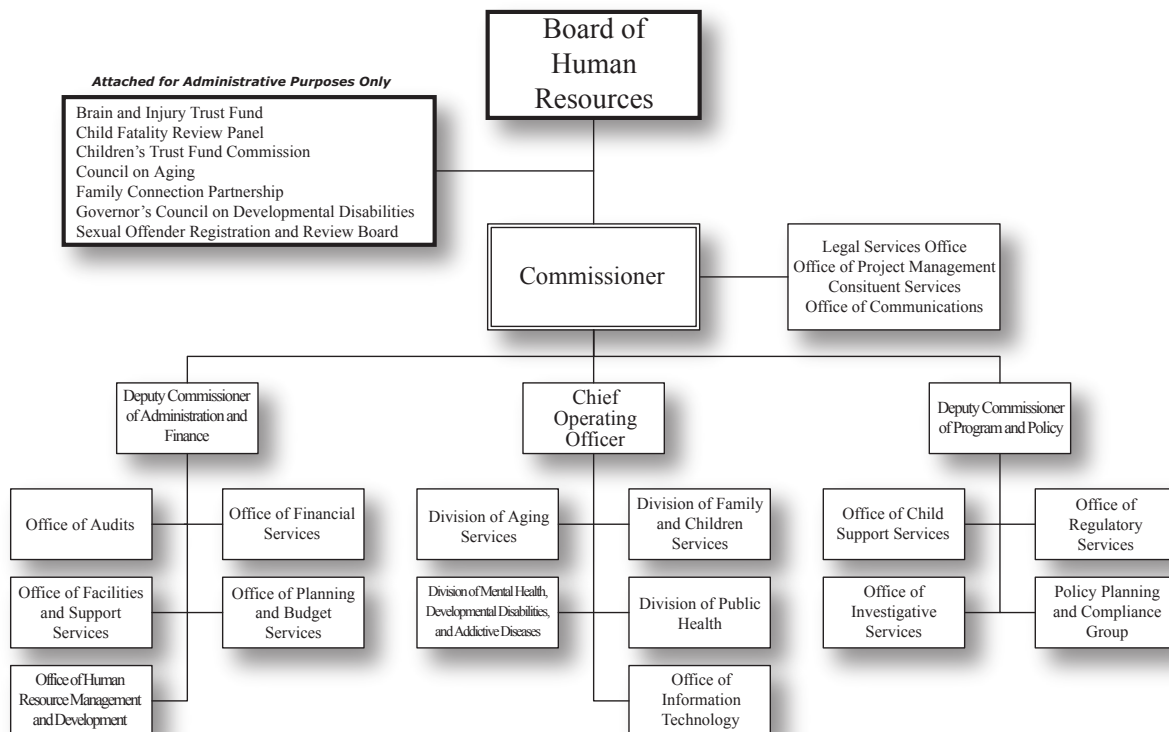 Board of
Human
Resources
Attached for Administrative Purposes Only
Brain and Injury Trust Fund
Child Fatality Review Panel
Children's Trust Fund Commission
Council on Aging
Family Connection Partnership
Governor's Council on Developmental Disabilities
Sexual Offender Registration and Review Board
Commissioner
Legal Services Office
Office of Project Management
Consituent Services
Office of Communications
Deputy Commissioner
of Administration and
Finance
Chief
Operating
Officer
Deputy Commissioner
of Program and Policy
Office of Audits
Office of Financial
Services
Office of Facilities
and Support
Services
Office of Planning
and Budget
Services
Office of Human
Resource Management
and Development
Division of Aging
Services
Division of Family
and Children
Services
Division of Mental Health,
Developmental Disabilities,
and Addictive Diseases
Division of Public
Health
Office of
Information
Technology
Office of Child
Support Services
Office of
Regulatory
Services
Office of
Investigative
Services
Policy Planning
and Compliance
Group